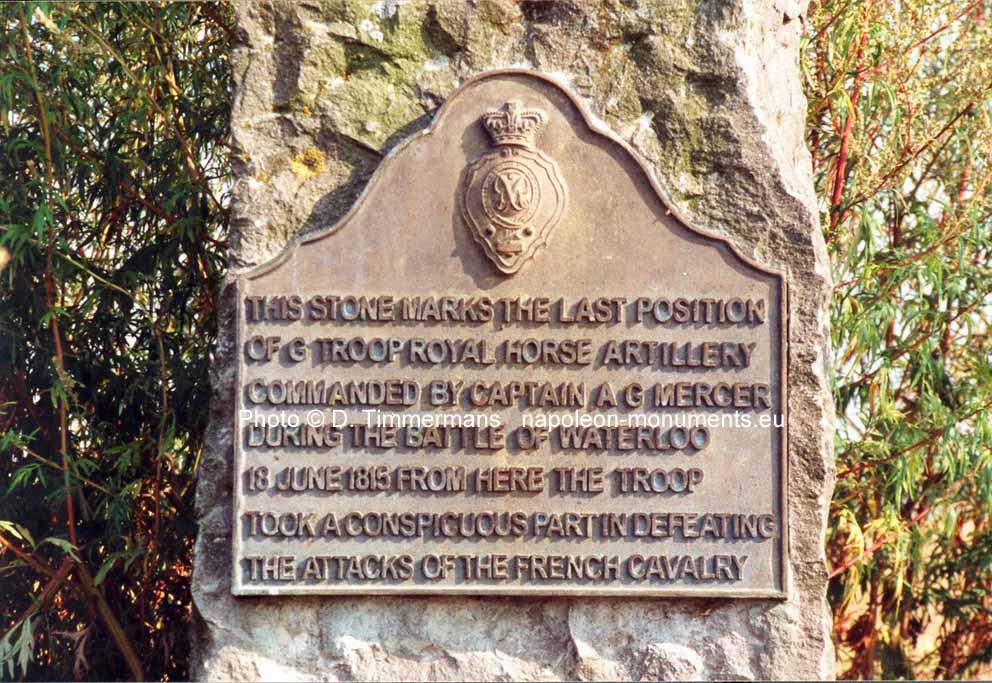 THIS STONE MARKS THE LAST POSITION
OF G TROOP ROYAL HORSE ARTILLERY
COMMANDED BY CAPTAIN A G MERCER
Photo © D. Timmermans napoleon-monuments.eu
DURING THE BATTLE OF WATERLOO
18 JUNE 1815 FROM HERE THE TROOP
TOOK A CONSPICUOUS PART IN DEFEATING
THE ATTACKS OF THE FRENCH CAVALRY